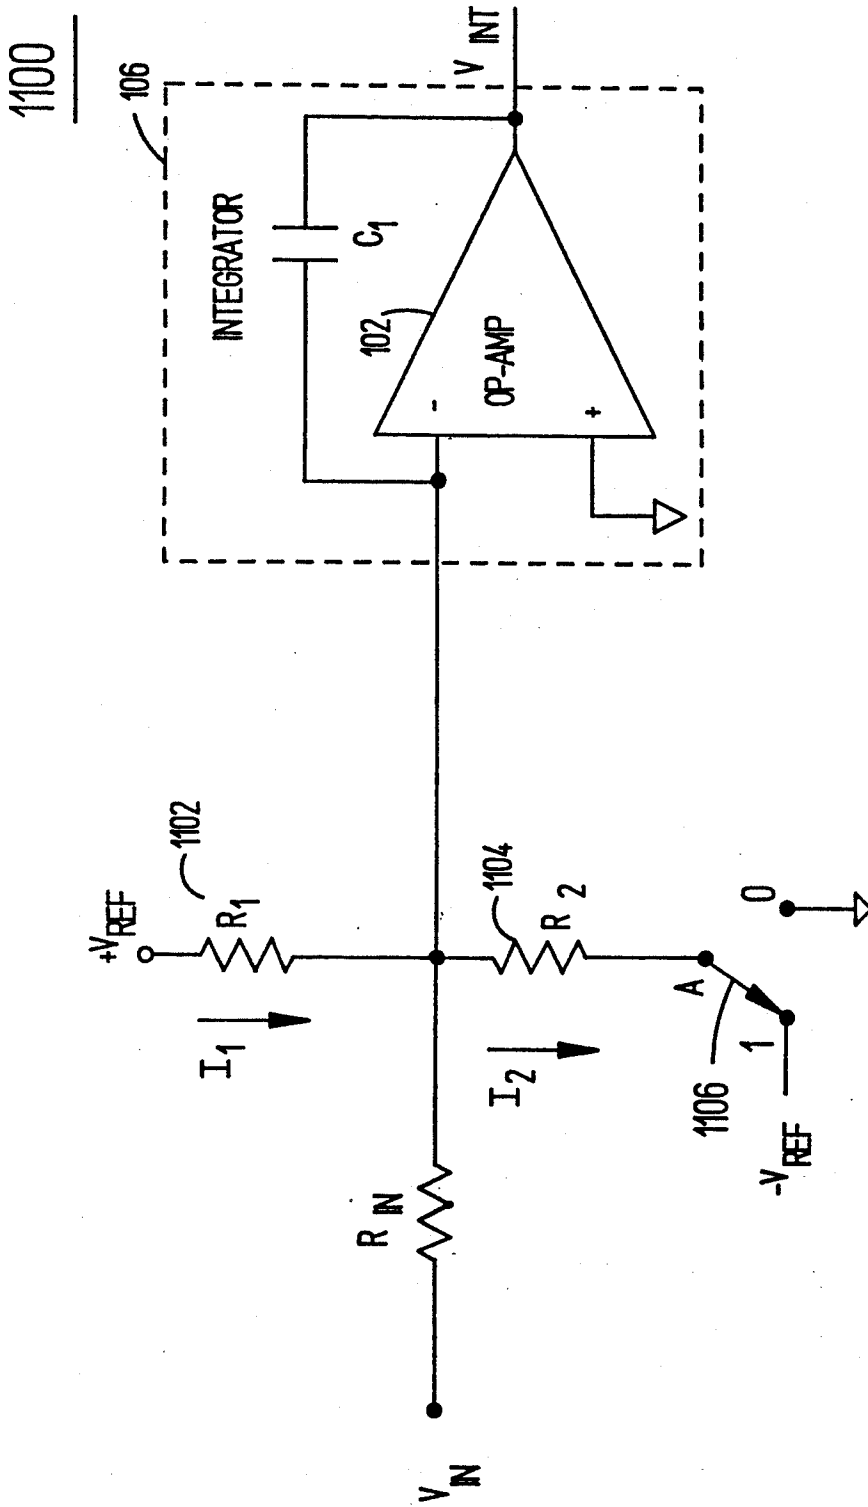 1100
106
INTEGRATOR
C1
V INT
102
OP-AMP
-
+
+VREF
1102
R1
I1
1104
R 2
I2
A
0
1
1106
-VREF
R IN
VIN